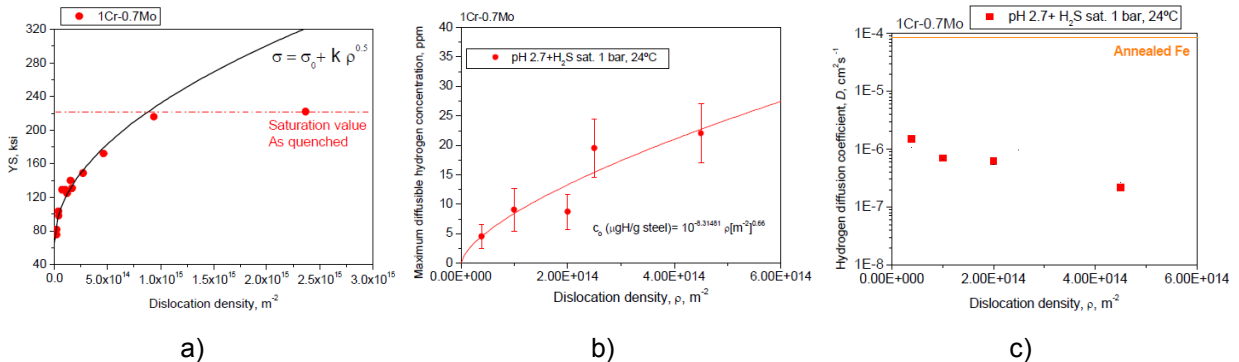 1Cr-0.7Mo
320
280
240
200
160
120
80
40
YS, ksi
σ = σ₀ + k ρ^0.5
Saturation value
As quenched
0 5.0x10^14 1.0x10^15 1.5x10^15 2.0x10^15 2.5x10^15 3.0x10^15
Dislocation density, m^-2
a)
1Cr-0.7Mo
pH 2.7+H₂S sat. 1 bar, 24ºC
40
35
30
25
20
15
10
5
0
Maximum diffusible hydrogen concentration, ppm
c₀ (µgH/g steel)= 10^-8.31481 ρ[m^-2]^0.66
0.00E+000 2.00E+014 4.00E+014 6.00E+014
Dislocation density, ρ, m^-2
b)
pH 2.7+ H₂S sat. 1 bar, 24ºC
1Cr-0.7Mo
1E-4
1E-5
1E-6
1E-7
1E-8
Hydrogen diffusion coefficient, D, cm² s^-1
Annealed Fe
0.00E+000 2.00E+014 4.00E+014 6.00E+014
Dislocation density, ρ, m^-2
c)